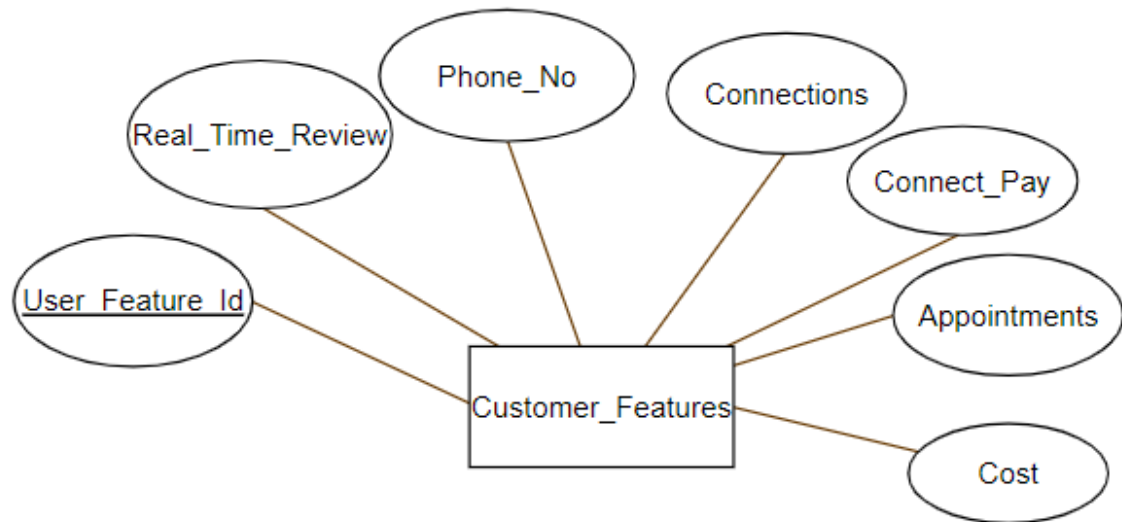 Phone_No
Connections
Real_Time_Review
Connect_Pay
User_Feature_Id
Appointments
Customer_Features
Cost